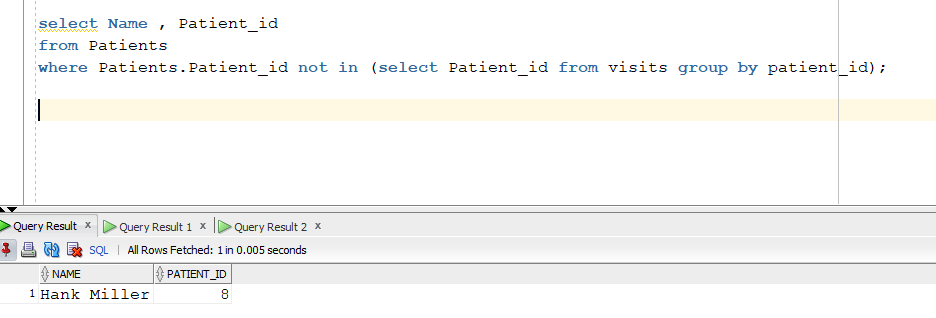 select Name , Patient_id
from Patients
where Patients.Patient_id not in (select Patient_id from visits group by patient_id);
Query Result x Query Result 1 x Query Result 2 x
SQL | All Rows Fetched: 1 in 0.005 seconds
NAME PATIENT_ID
1 Hank Miller 8